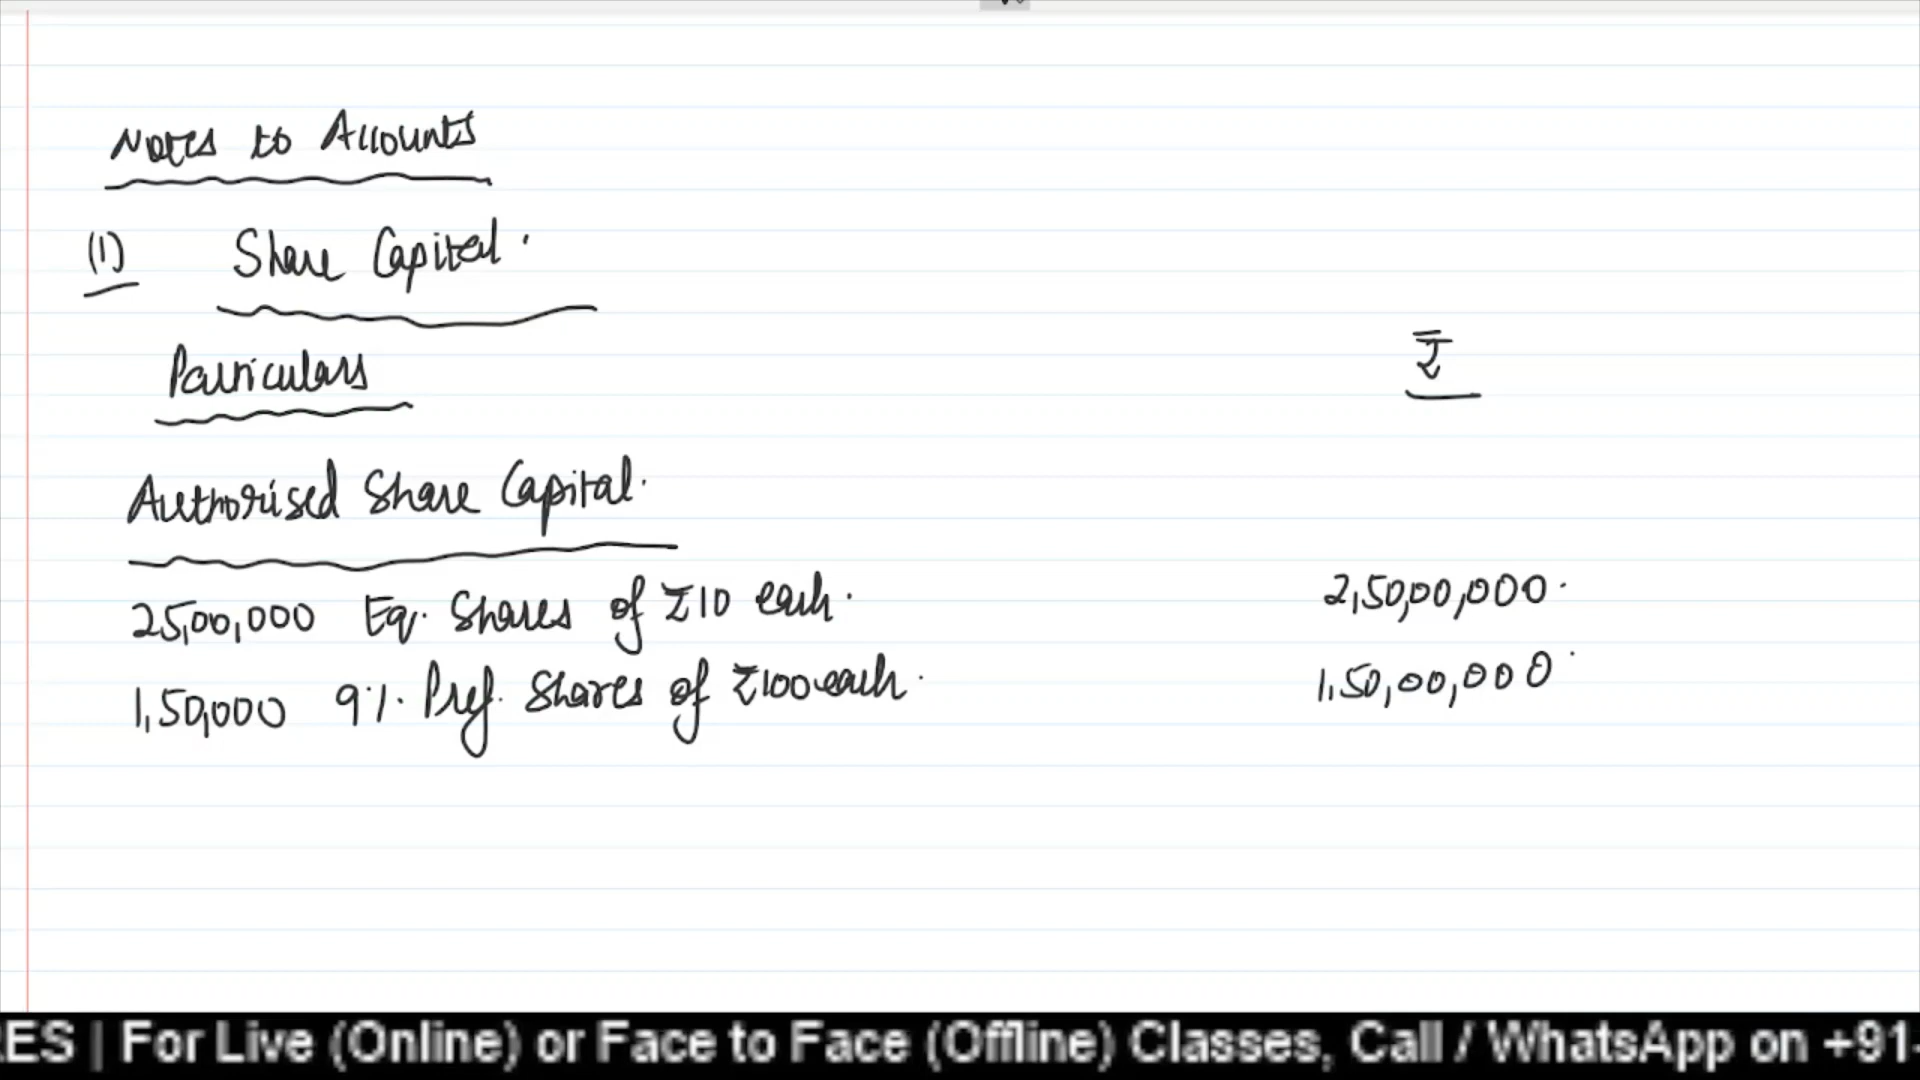 Notes to Accounts
(1) Share Capital.
Particulars ₹
Authorised Share Capital.
25,00,000 Eq. Shares of ₹10 each. 2,50,00,000.
1,50,000 9%. Pref. Shares of ₹100 each. 1,50,00,000
RES | For Live (Online) or Face to Face (Offline) Classes, Call / WhatsApp on +91-